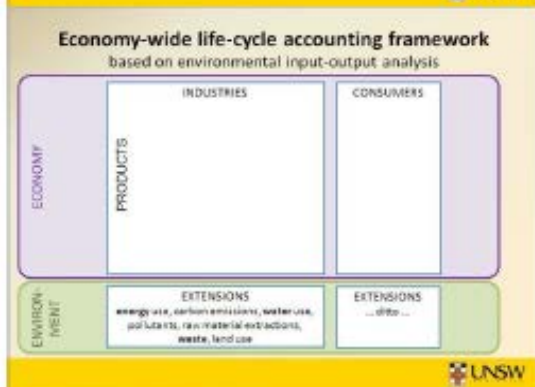 Economy-wide life-cycle accounting framework
based on environmental input-output analysis
INDUSTRIES
CONSUMERS
ECONOMY
PRODUCTS
ENVIRON-
MENT
EXTENSIONS
energy use, carbon emissions, water use,
pollutants, raw material extractions,
waste, land use
EXTENSIONS
... ditto ...
UNSW